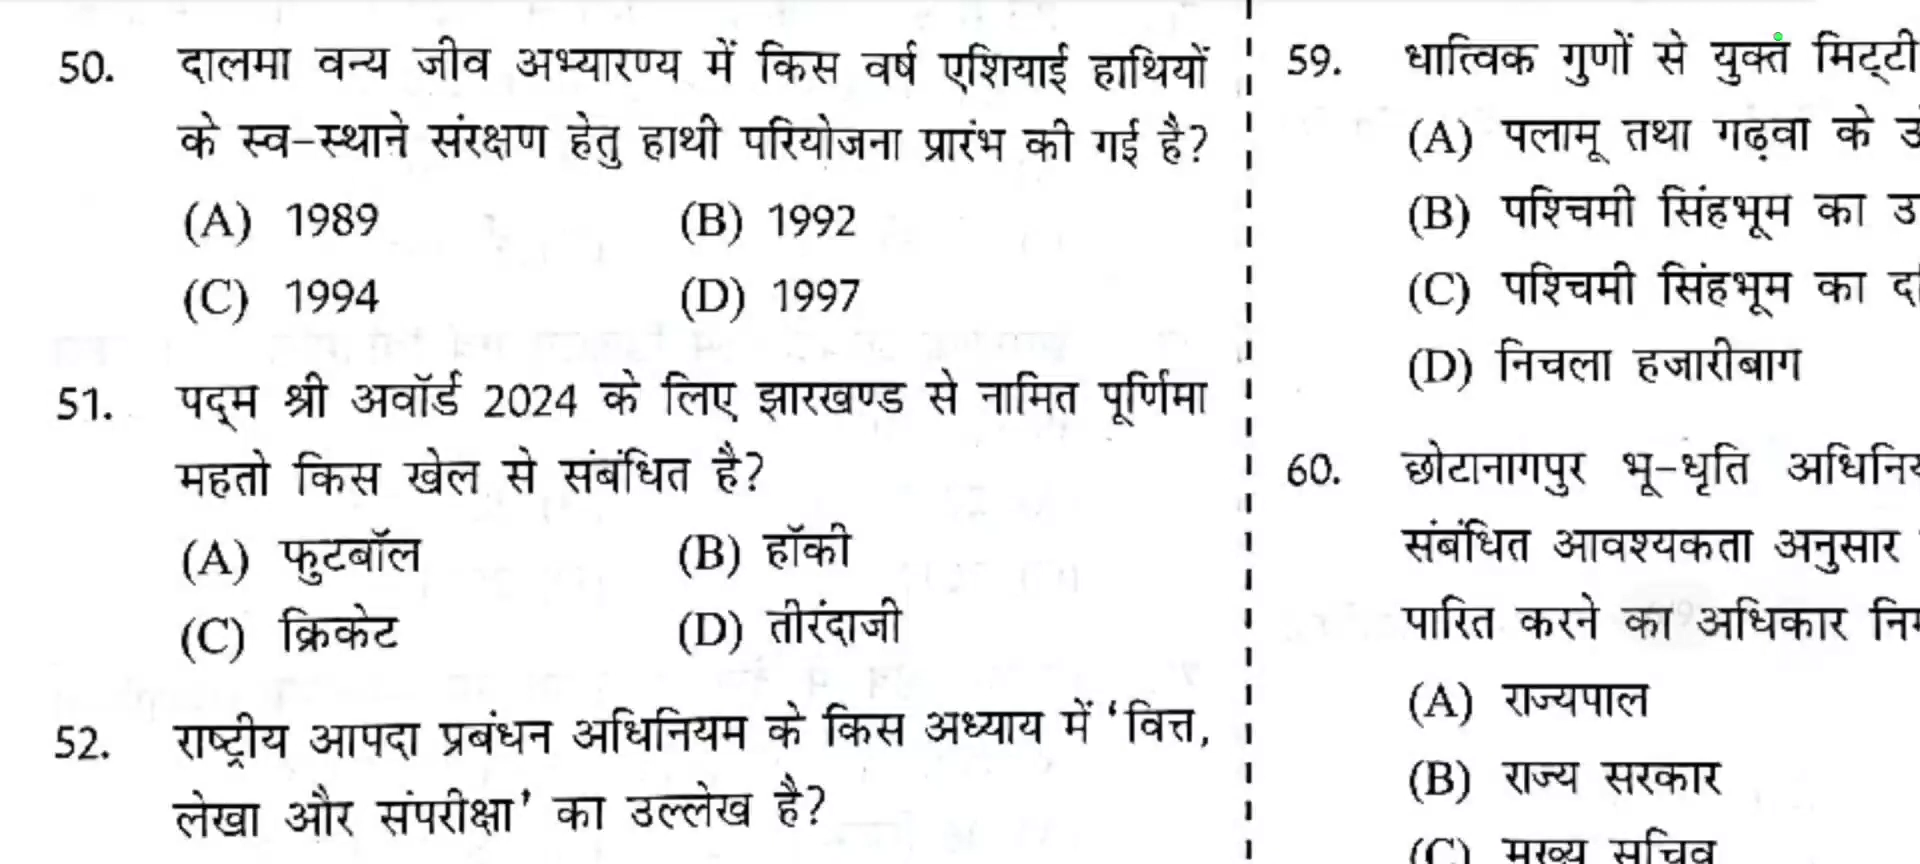 50. दालमा वन्य जीव अभ्यारण्य में किस वर्ष एशियाई हाथियों
के स्व-स्थाने संरक्षण हेतु हाथी परियोजना प्रारंभ की गई है?
(A) 1989 (B) 1992
(C) 1994 (D) 1997
51. पद्म श्री अवॉर्ड 2024 के लिए झारखण्ड से नामित पूर्णिमा
महतो किस खेल से संबंधित है?
(A) फुटबॉल (B) हॉकी
(C) क्रिकेट (D) तीरंदाजी
52. राष्ट्रीय आपदा प्रबंधन अधिनियम के किस अध्याय में 'वित्त,
लेखा और संपरीक्षा' का उल्लेख है?
59. धात्विक गुणों से युक्त मिट्टी
(A) पलामू तथा गढ़वा के
(B) पश्चिमी सिंहभूम का
(C) पश्चिमी सिंहभूम का
(D) निचला हजारीबाग
60. छोटानागपुर भू-धृति
संबंधित आवश्यकता अनुसार
पारित करने का अधिकार
(A) राज्यपाल
(B) राज्य सरकार
(C) मुख्य सचिव